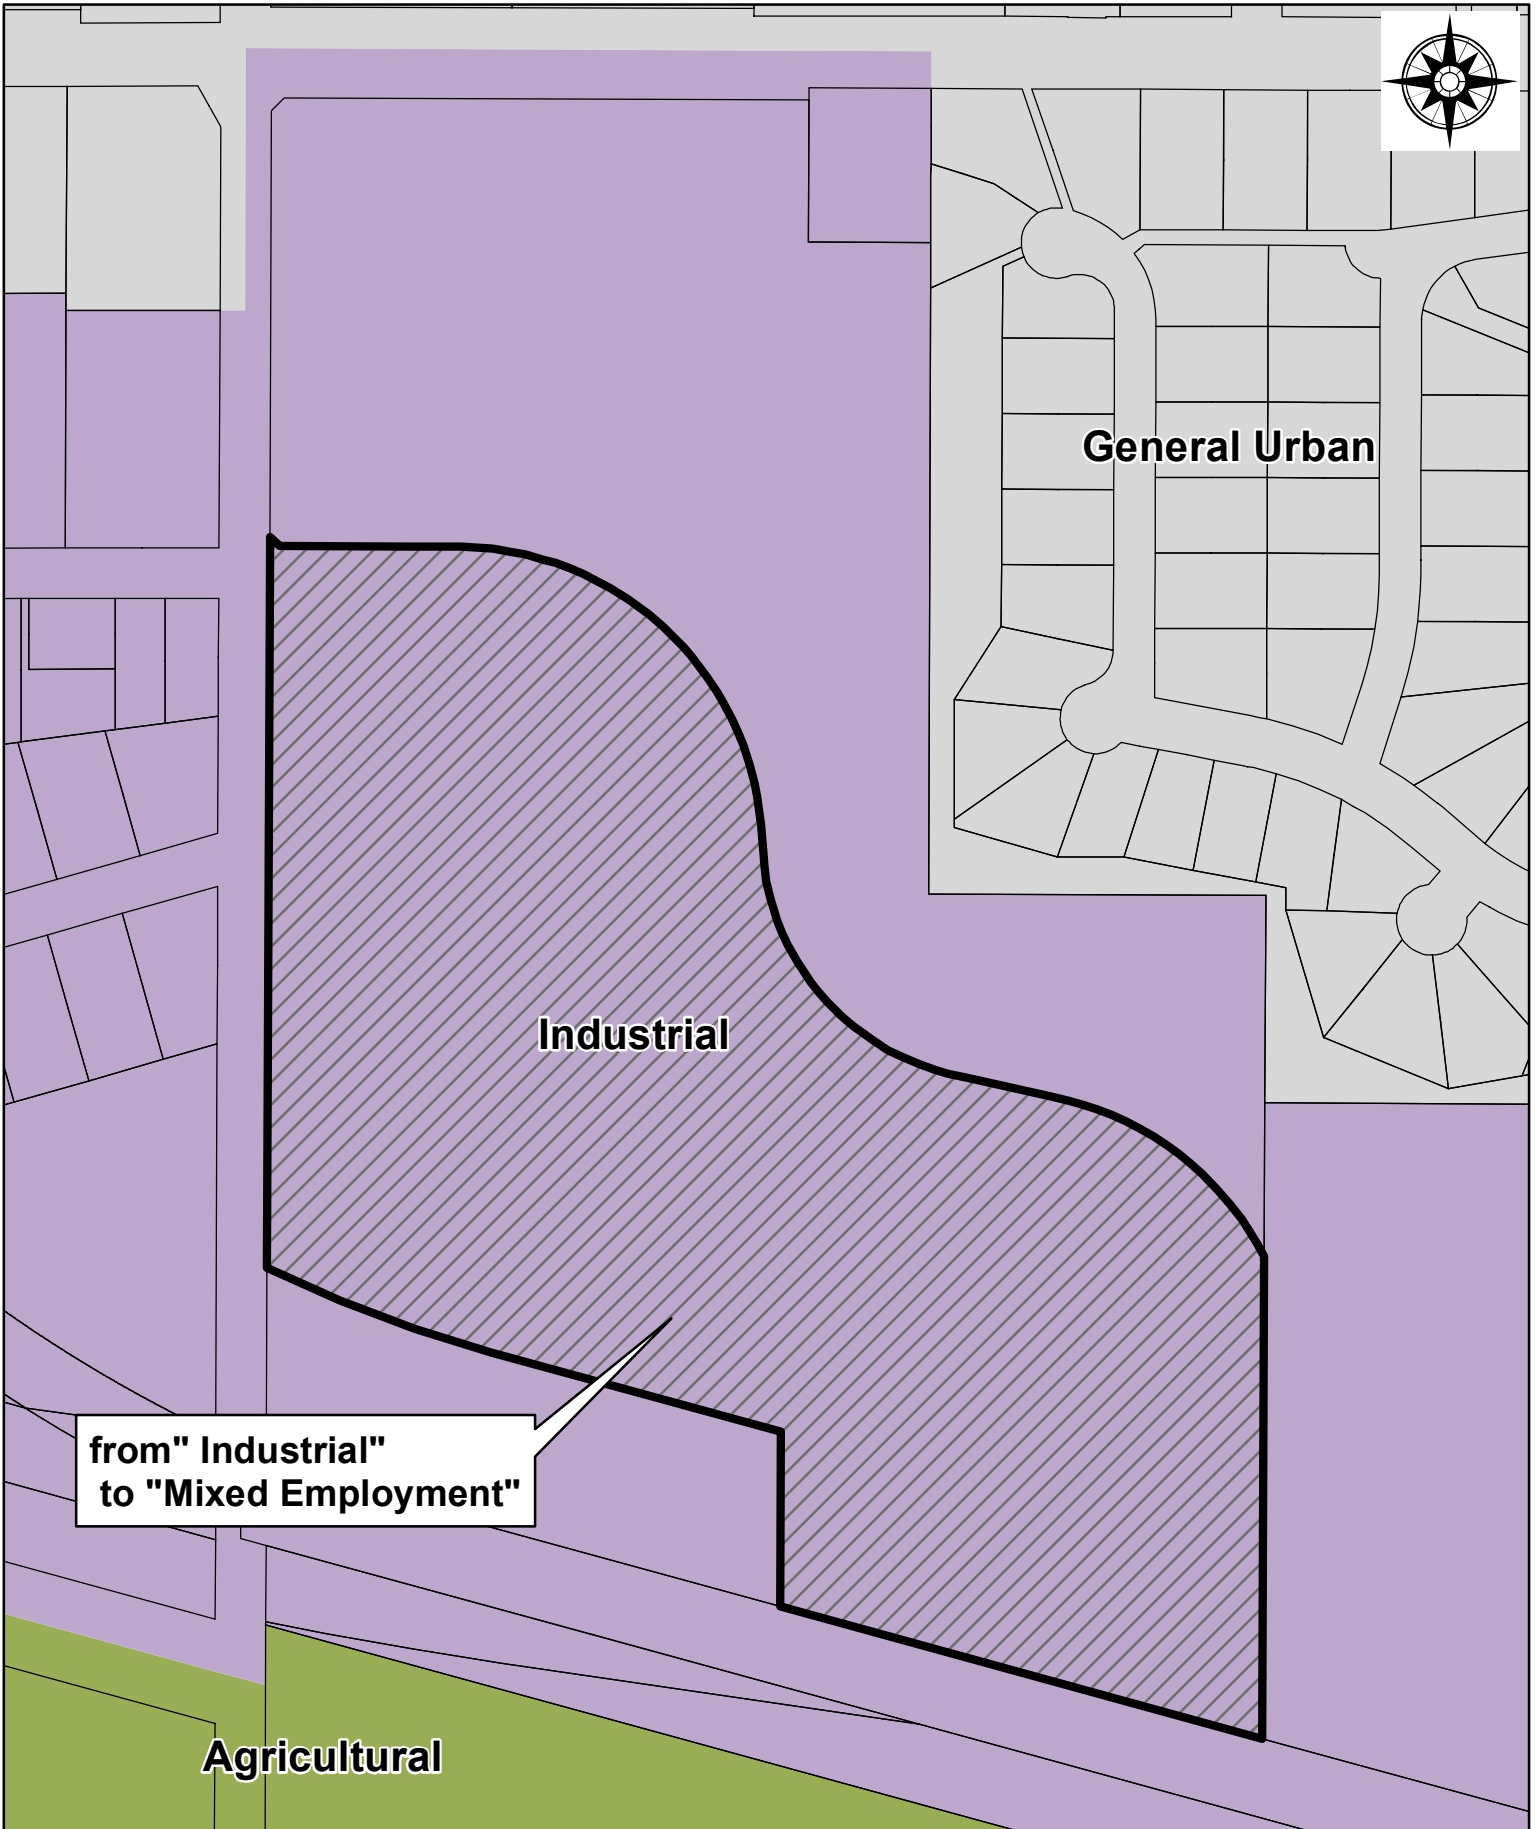 General Urban
Industrial
from" Industrial"
to "Mixed Employment"
Agricultural